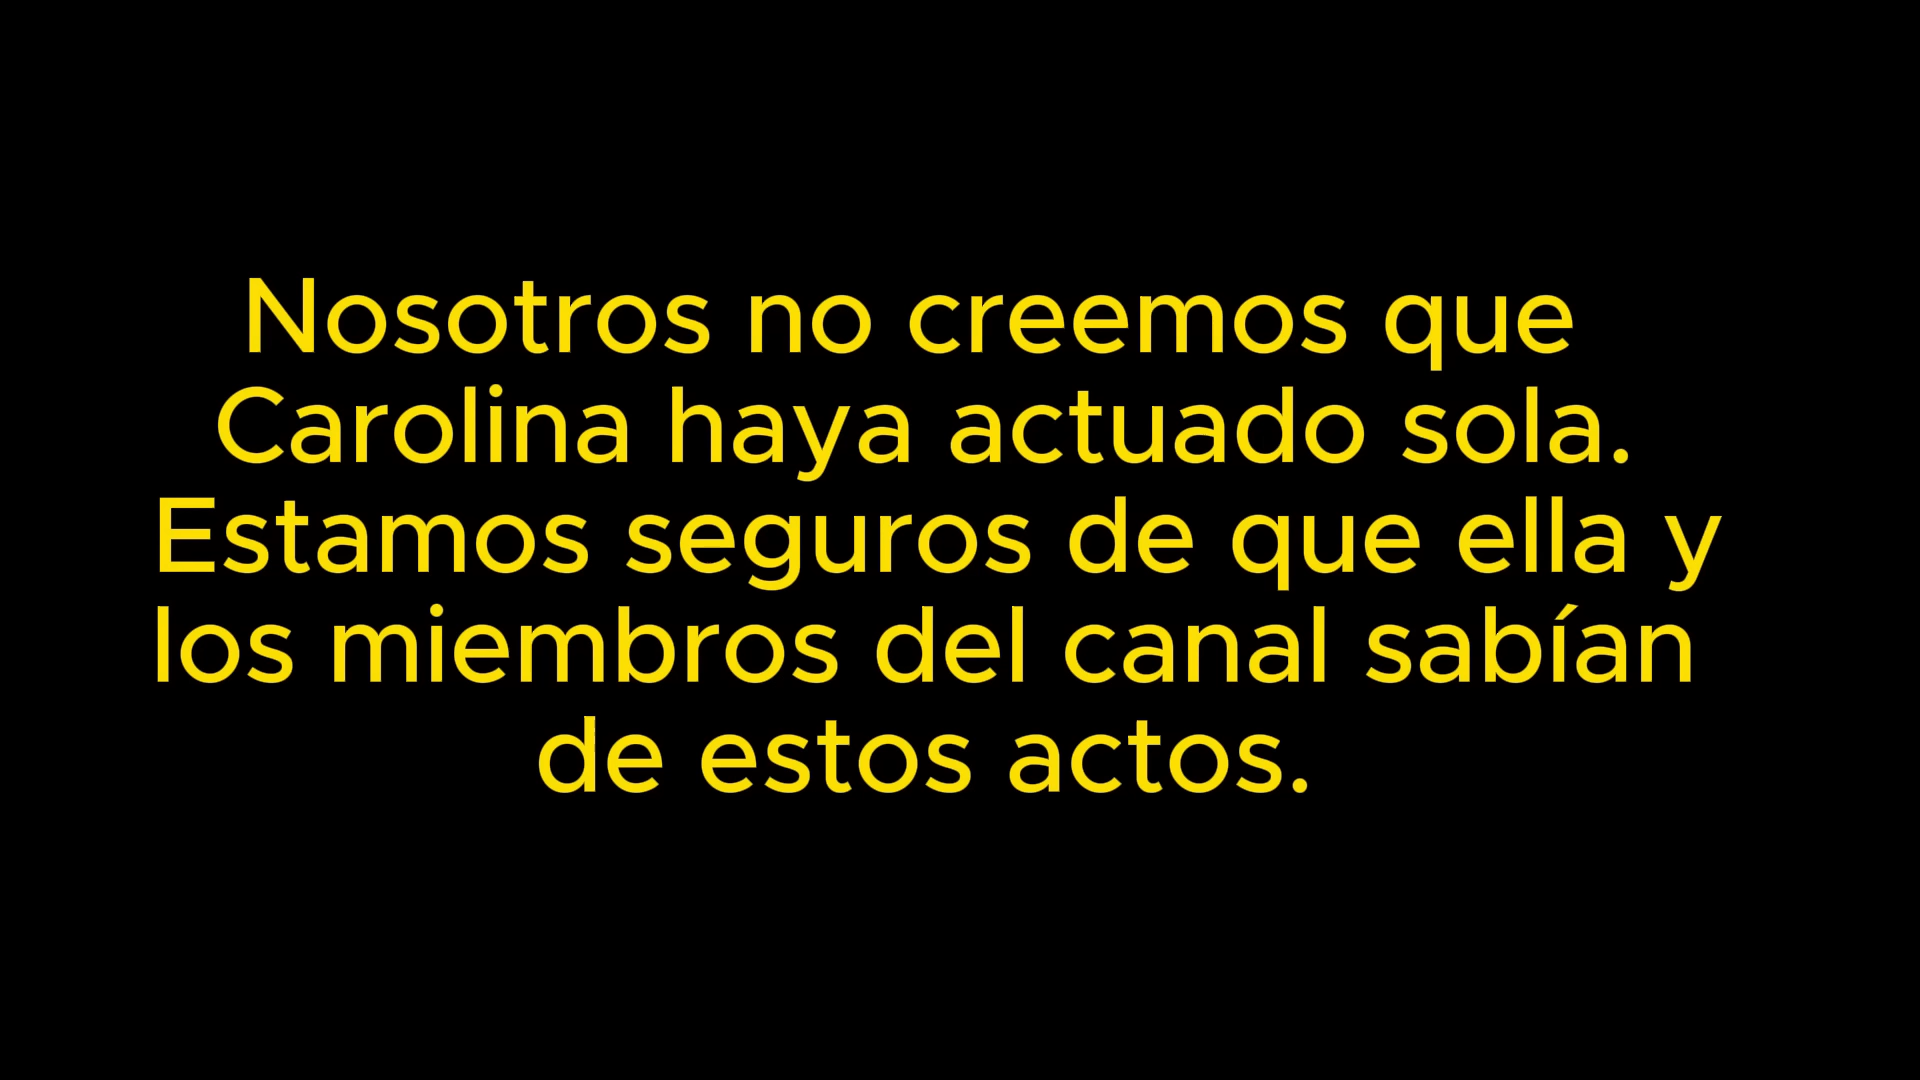 Nosotros no creemos que
Carolina haya actuado sola.
Estamos seguros de que ella y
los miembros del canal sabían
de estos actos.